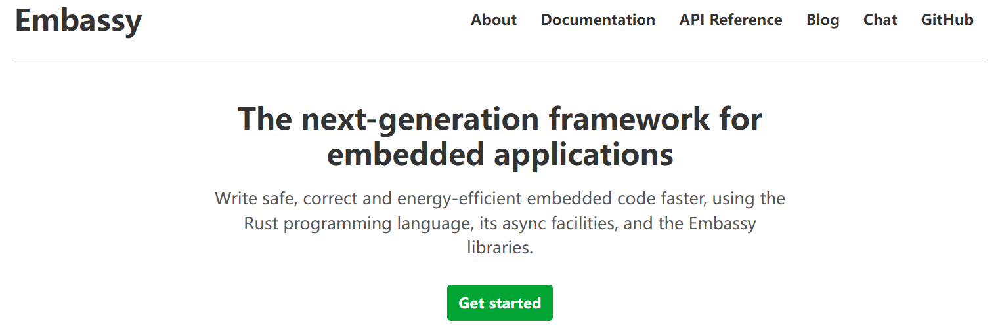 Embassy
About Documentation API Reference Blog Chat GitHub
The next-generation framework for
embedded applications
Write safe, correct and energy-efficient embedded code faster, using the
Rust programming language, its async facilities, and the Embassy
libraries.
Get started